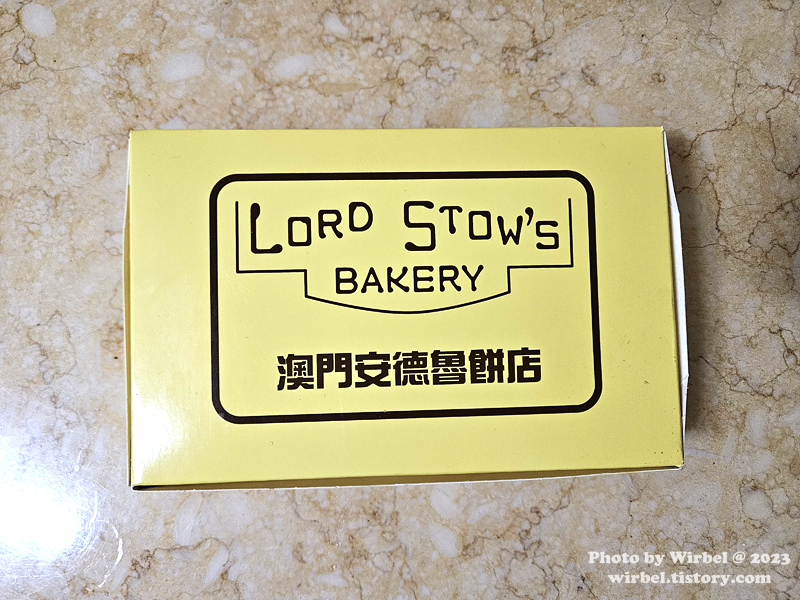 LORD STOW'S
BAKERY
澳門安德魯餅店
Photo by Wirbel @ 2023
wirbel.tistory.com